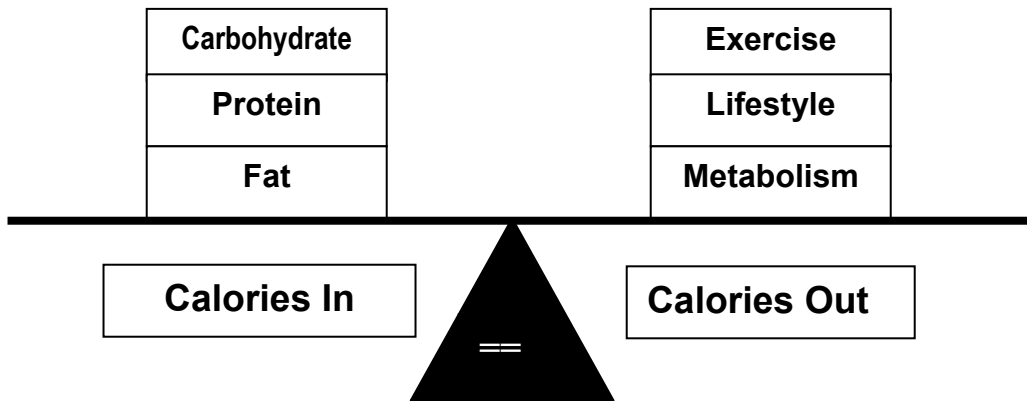 Carbohydrate
Protein
Fat
Exercise
Lifestyle
Metabolism
Calories In
Calories Out
==